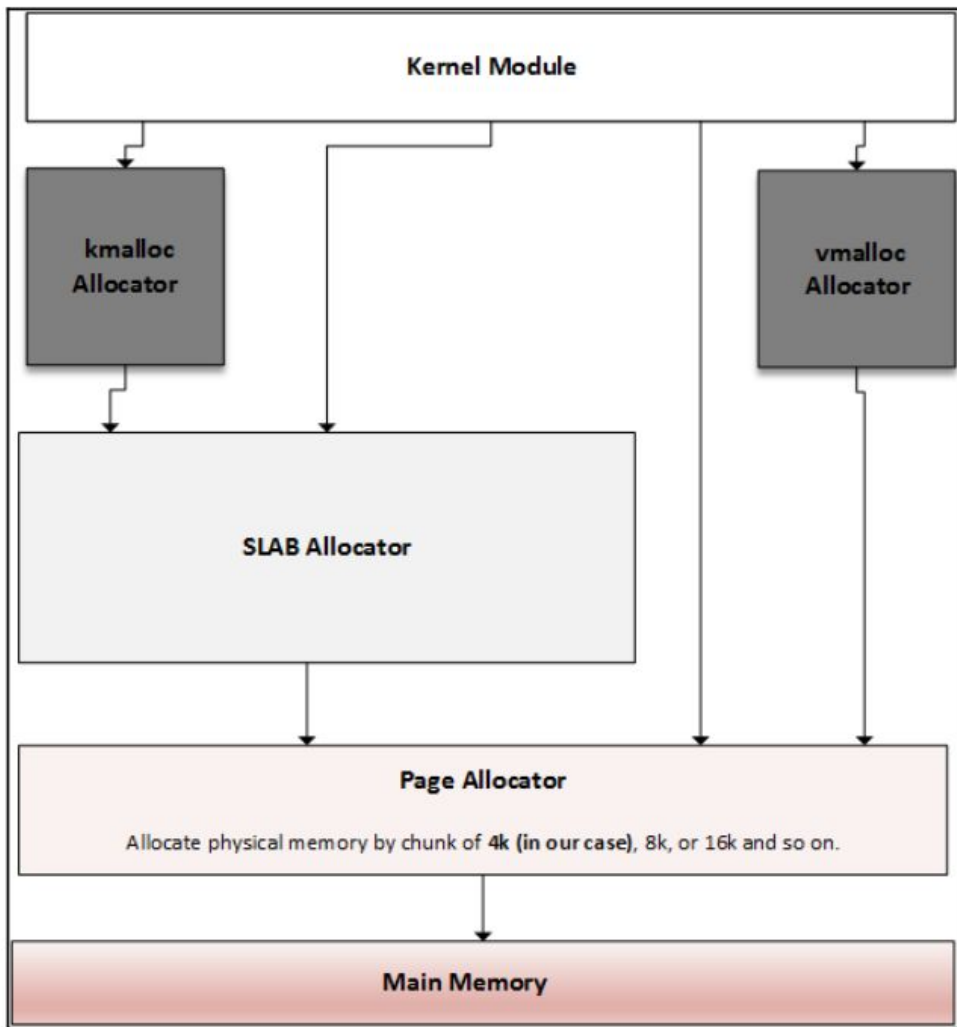 Kernel Module
kmalloc
Allocator
vmalloc
Allocator
SLAB Allocator
Page Allocator
Allocate physical memory by chunk of 4k (in our case), 8k, or 16k and so on.
Main Memory